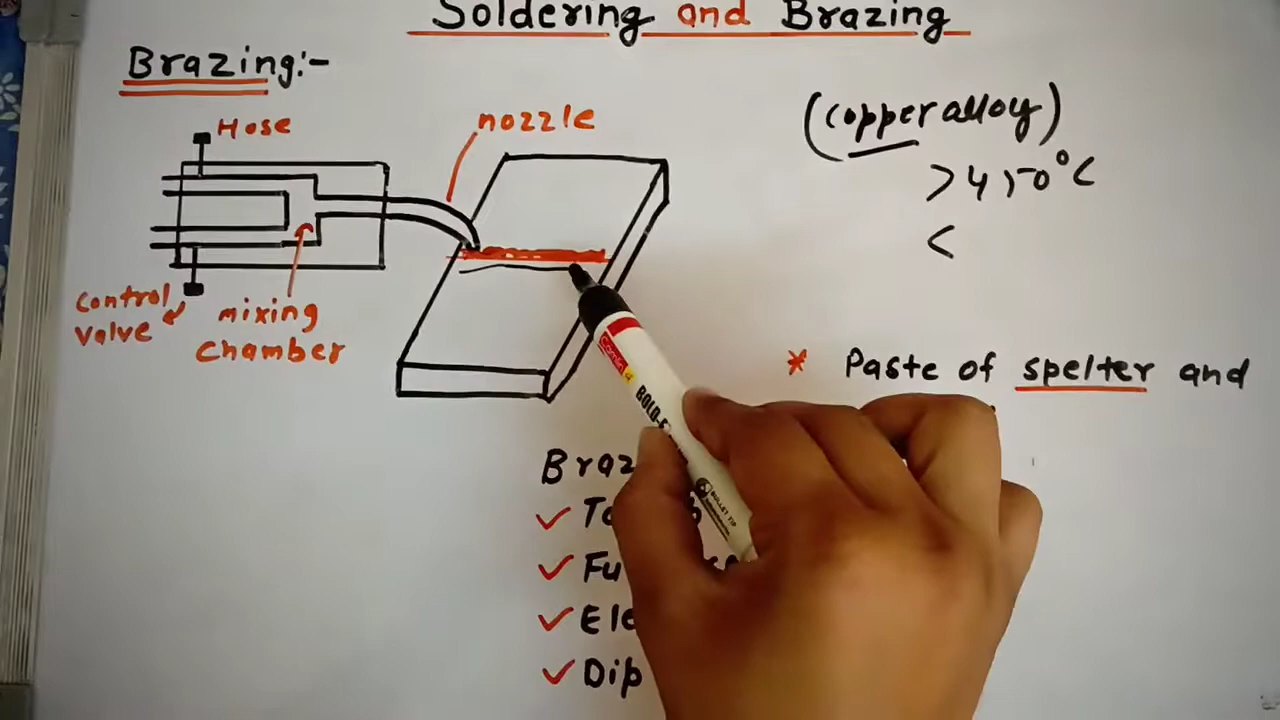 Soldering and Brazing
Brazing:-
Hose
nozzle
(copper alloy)
>450°C
<
control
valve
mixing
chamber
* Paste of spelter and
Braz
✓ To
✓ Fu
✓ Ele
✓ Dip
Camlin